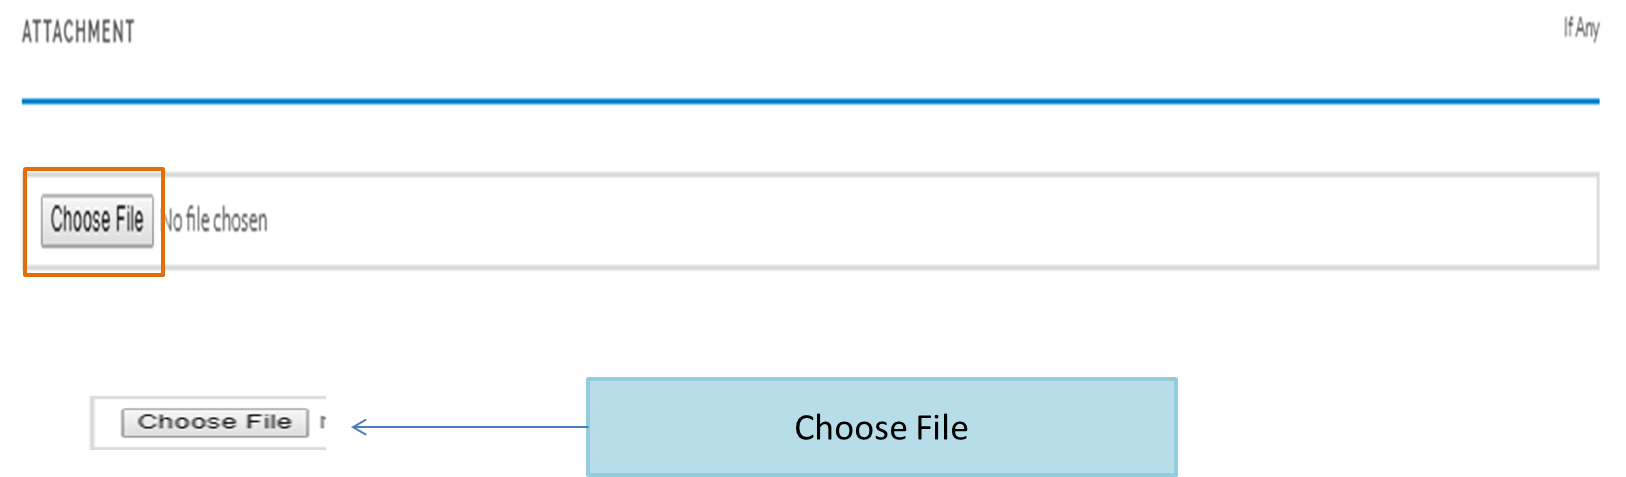 ATTACHMENT
If Any
Choose File No file chosen
Choose File
Choose File